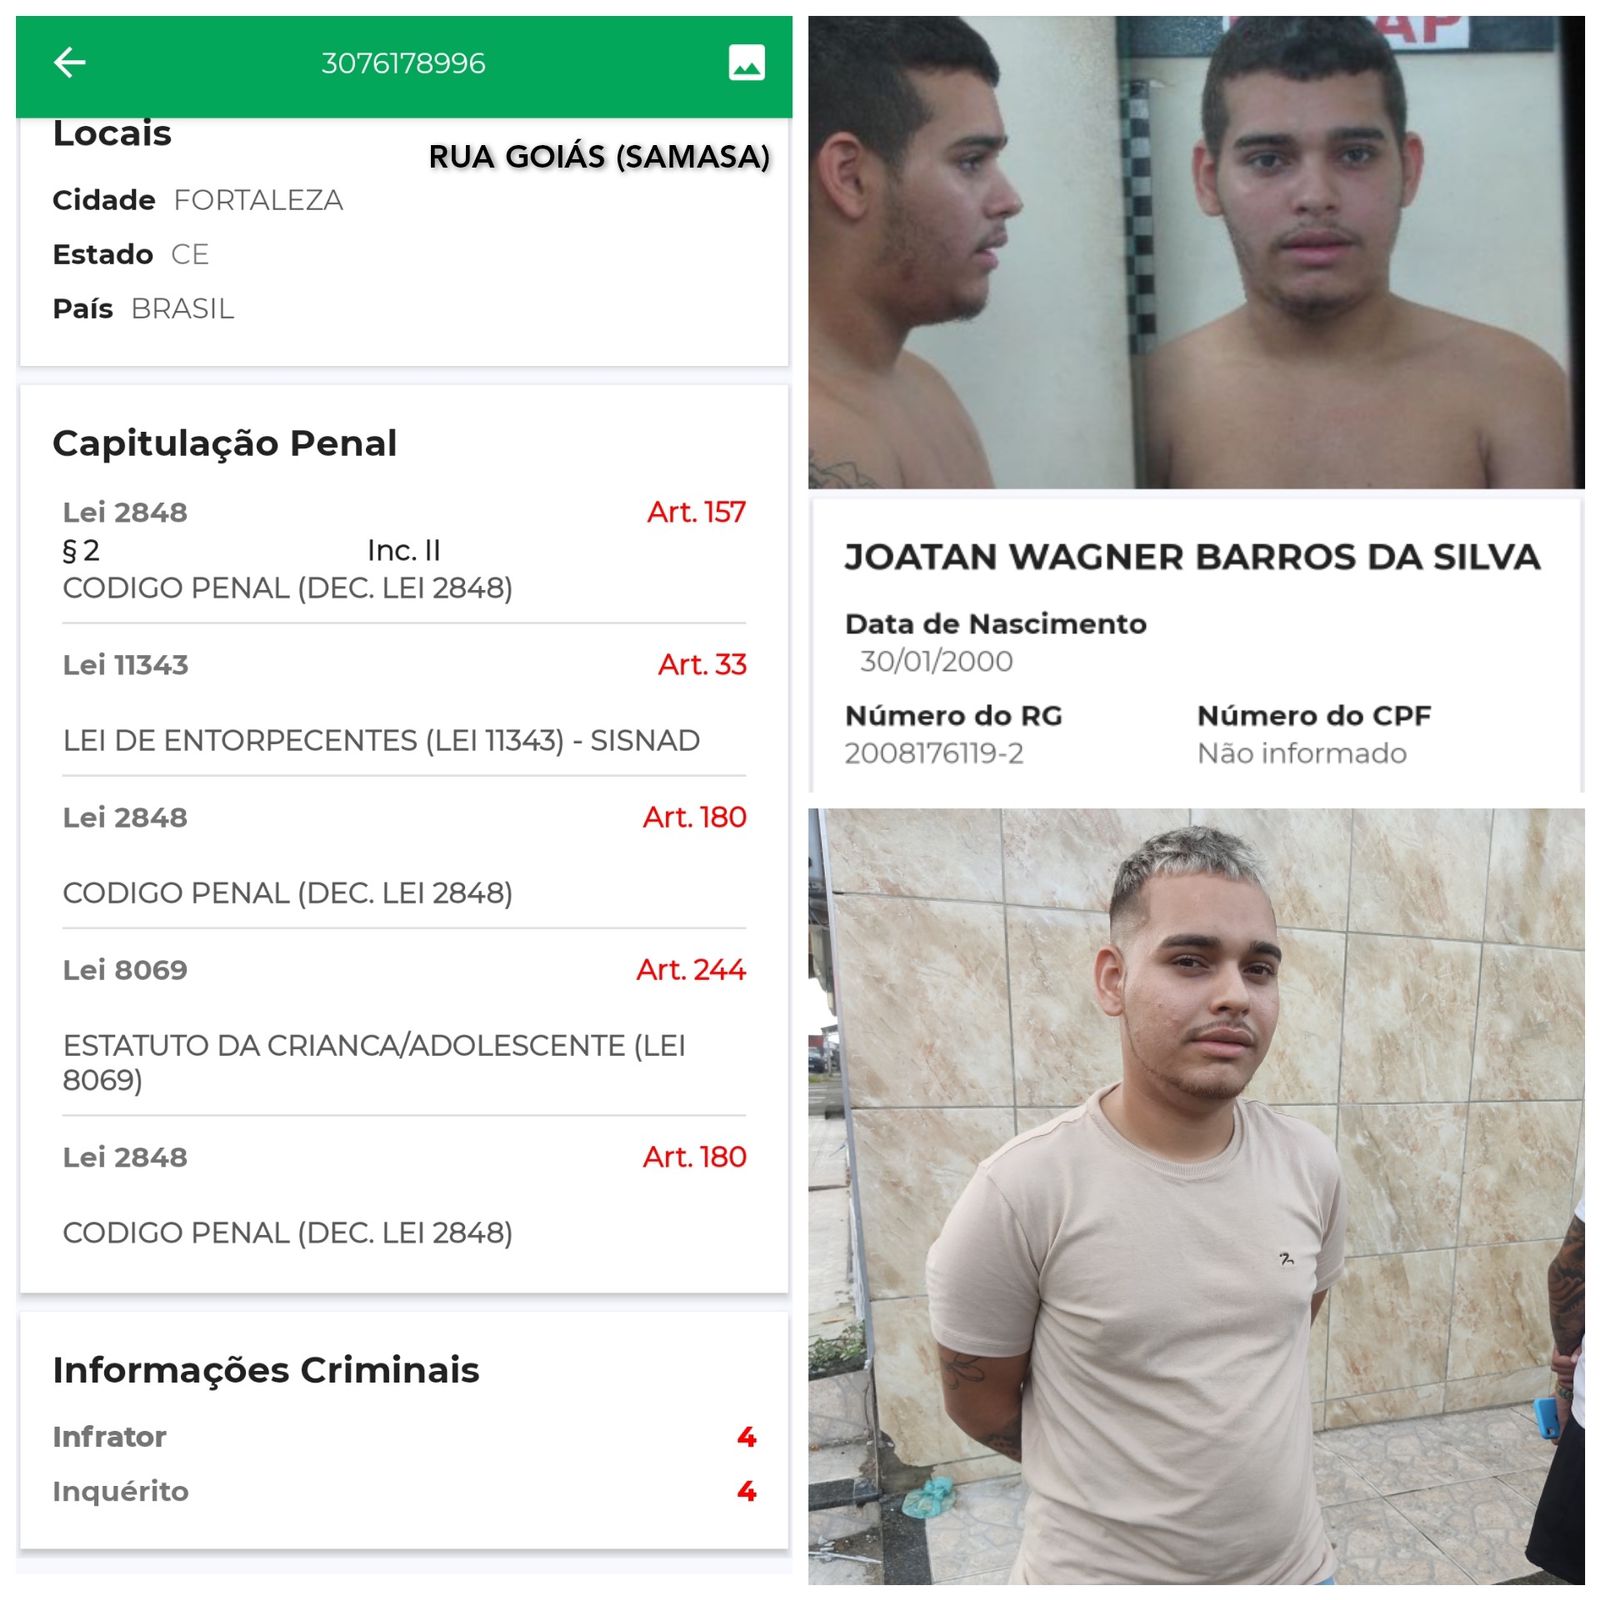 3076178996
Locais
RUA GOIÁS (SAMASA)
Cidade FORTALEZA
Estado CE
País BRASIL
Capitulação Penal
Lei 2848 Art. 157
§ 2 Inc. II
CODIGO PENAL (DEC. LEI 2848)
Lei 11343 Art. 33
LEI DE ENTORPECENTES (LEI 11343) - SISNAD
Lei 2848 Art. 180
CODIGO PENAL (DEC. LEI 2848)
Lei 8069 Art. 244
ESTATUTO DA CRIANCA/ADOLESCENTE (LEI
8069)
Lei 2848 Art. 180
CODIGO PENAL (DEC. LEI 2848)
Informações Criminais
Infrator 4
Inquérito 4
JOATAN WAGNER BARROS DA SILVA
Data de Nascimento
30/01/2000
Número do RG Número do CPF
2008176119-2 Não informado